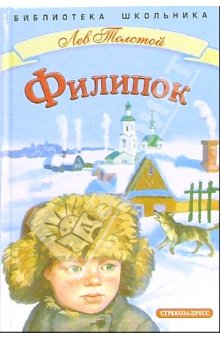 БИБЛИОТЕКА ШКОЛЬНИКА
Лев Толстой
Филипок
СТРЕКОЗА-ПРЕСС